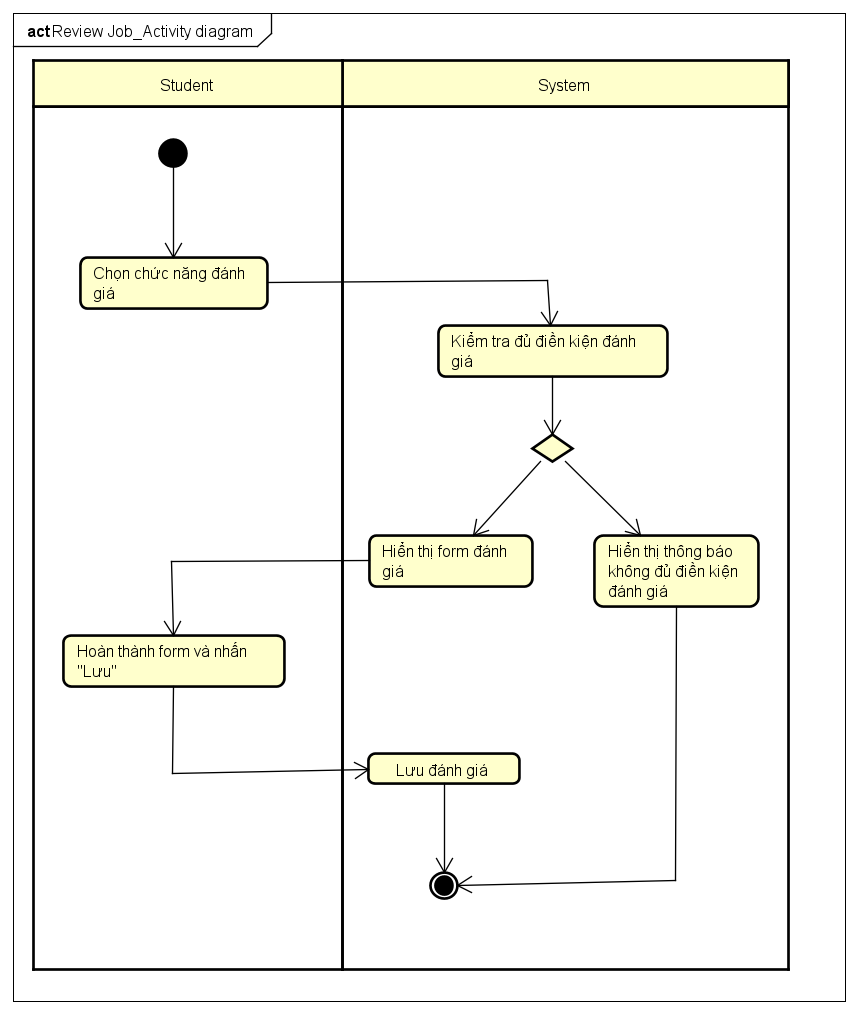 act Review Job_Activity diagram
Student
System
Chọn chức năng đánh
giá
Kiểm tra đủ điền kiện đánh
giá
Hiển thị form đánh
giá
Hiển thị thông báo
không đủ điền kiện
đánh giá
Hoàn thành form và nhấn
"Lưu"
Lưu đánh giá